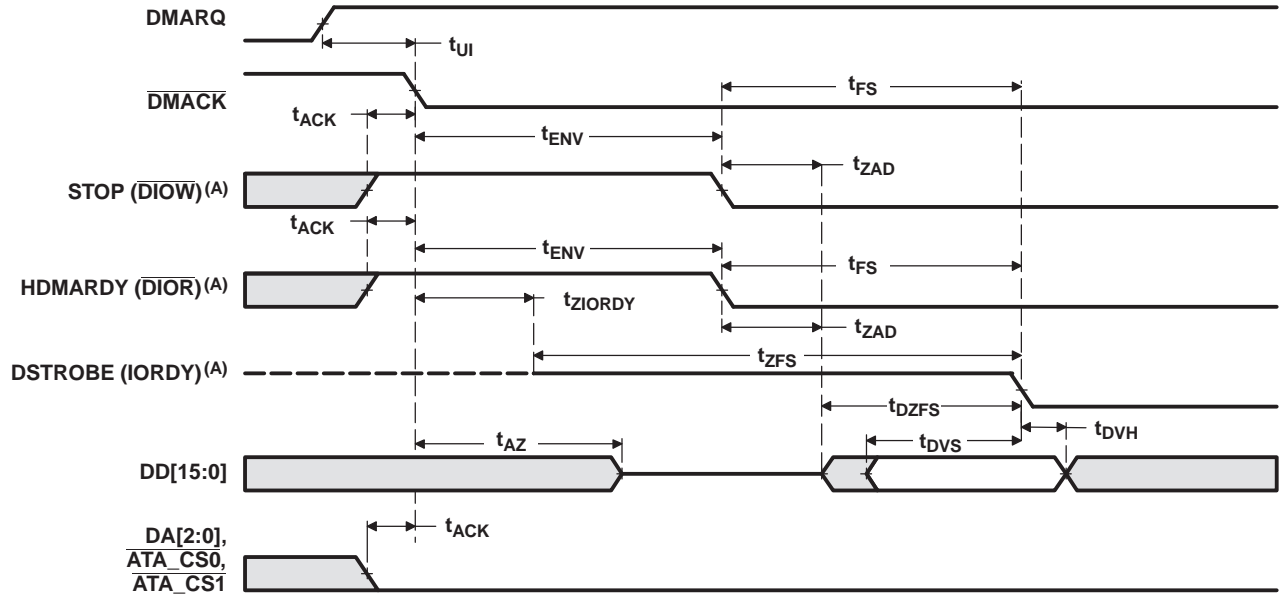 DMARQ
tUI
DMACK
tFS
tACK
tENV
tZAD
STOP (DIOW)(A)
tACK
tENV
tFS
HDMARDY (DIOR)(A)
tZIORDY
tZAD
tZFS
DSTROBE (IORDY)(A)
tDZFS
tDVH
tAZ
tDVS
DD[15:0]
tACK
DA[2:0],
ATA_CS0,
ATA_CS1